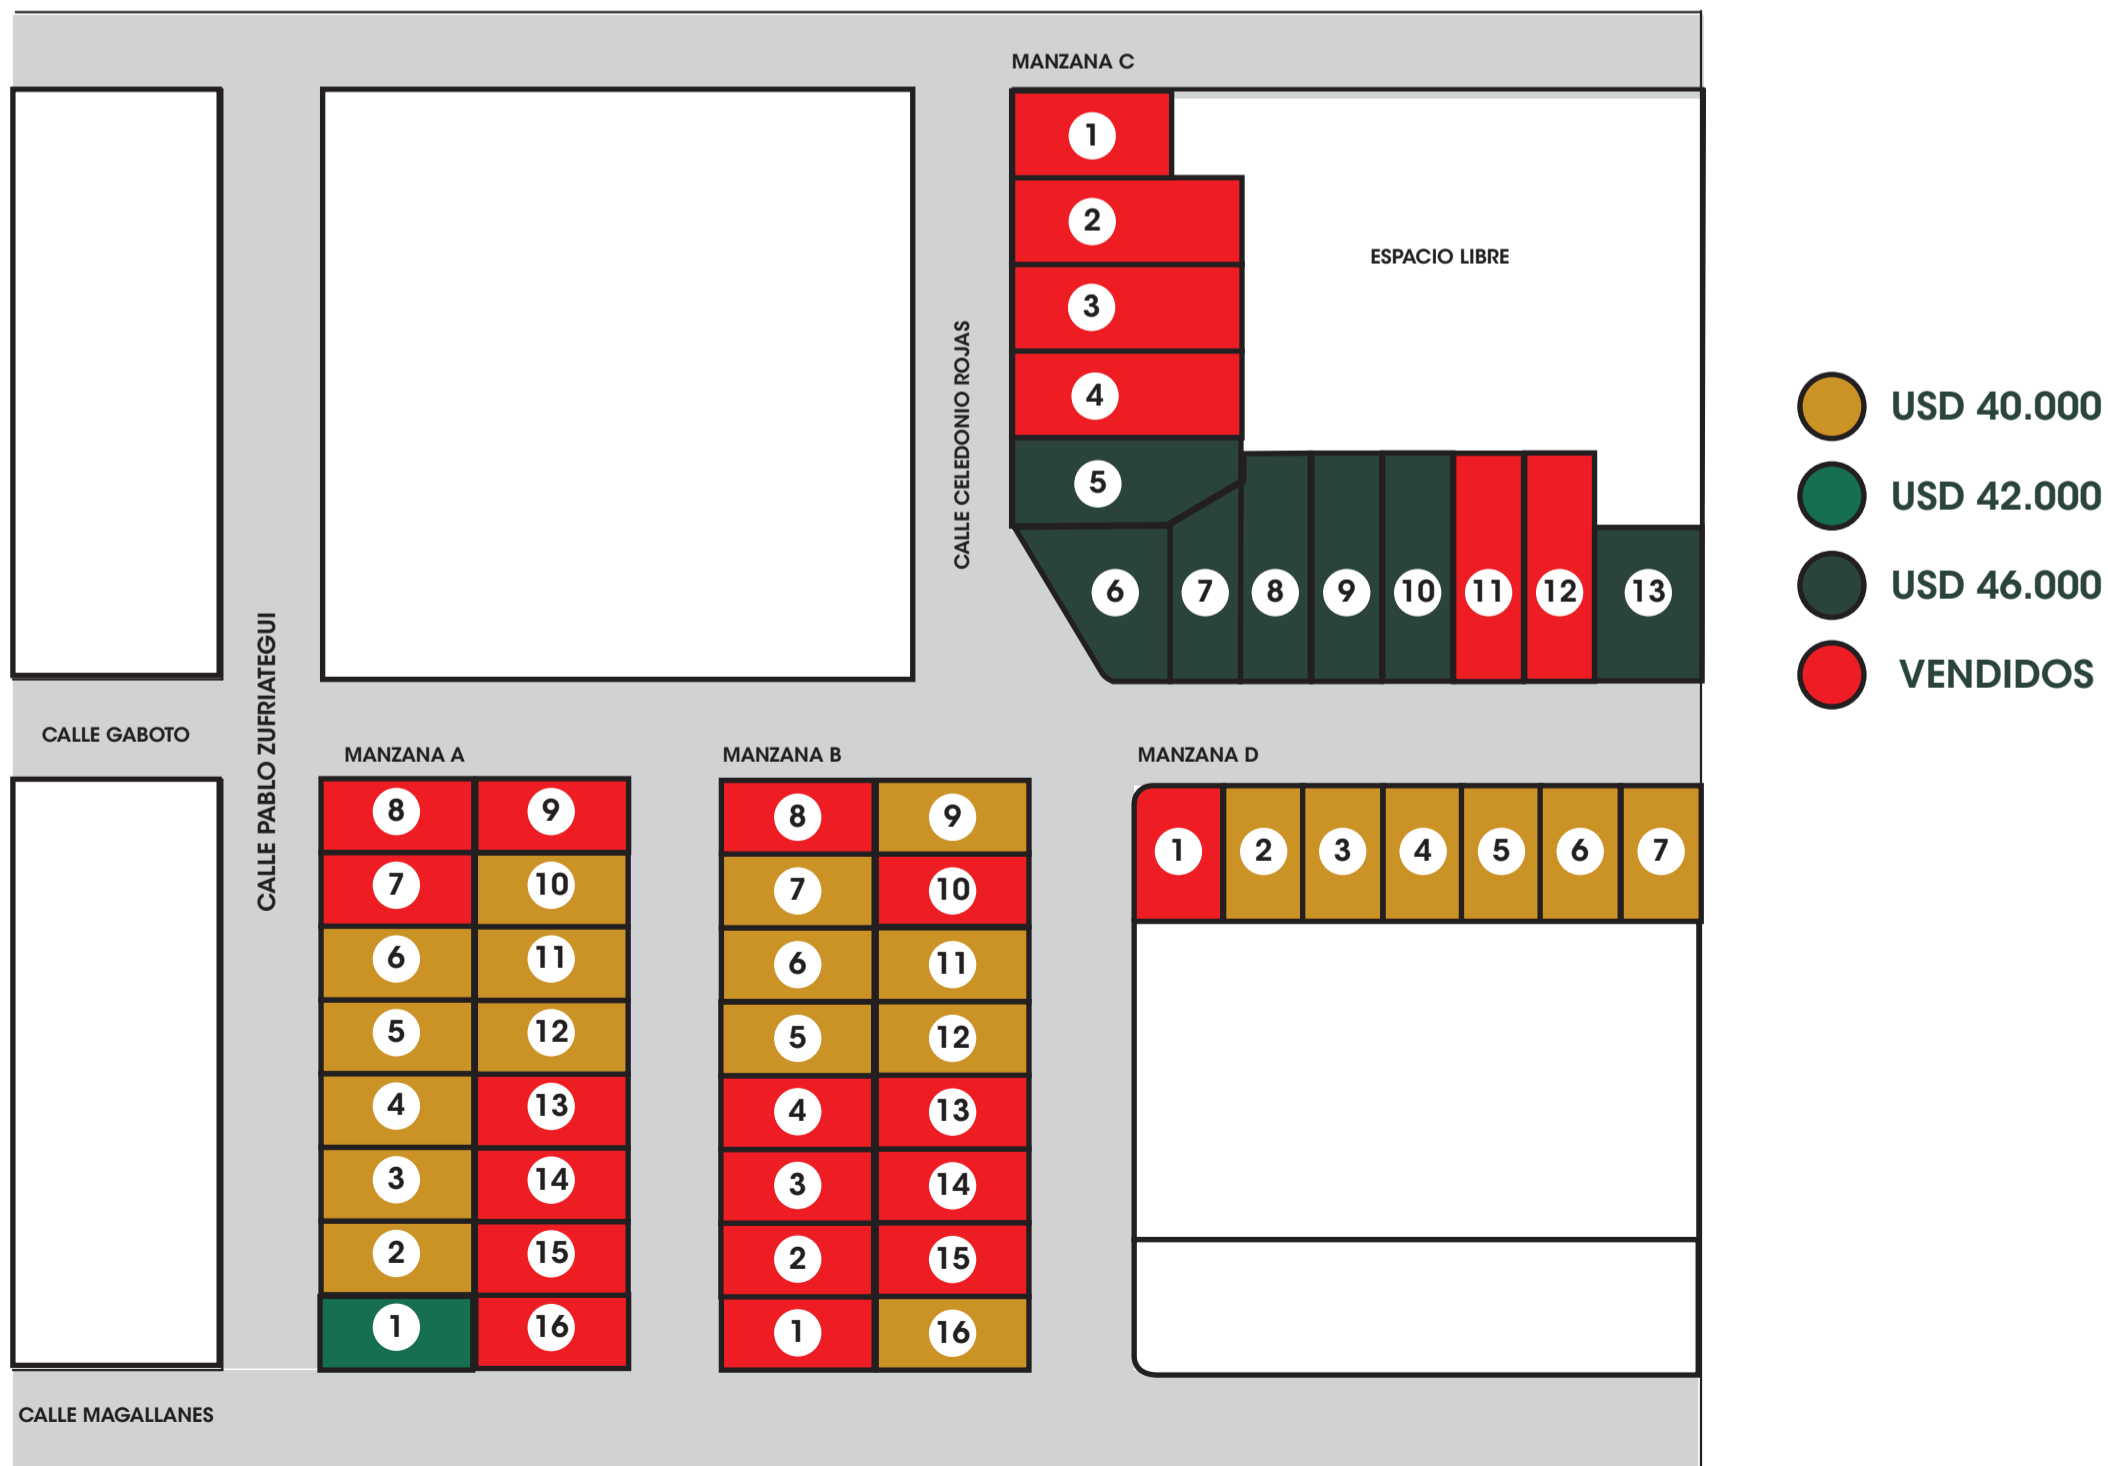 MANZANA C
1
2
3
4
5
6 7 8 9 10 11 12 13
ESPACIO LIBRE
CALLE CELEDONIO ROJAS
USD 40.000
USD 42.000
USD 46.000
VENDIDOS
CALLE GABOTO
CALLE PABLO ZUFRIATEGUI
MANZANA A
8 9
7 10
6 11
5 12
4 13
3 14
2 15
1 16
MANZANA B
8 9
7 10
6 11
5 12
4 13
3 14
2 15
1 16
MANZANA D
1 2 3 4 5 6 7
CALLE MAGALLANES